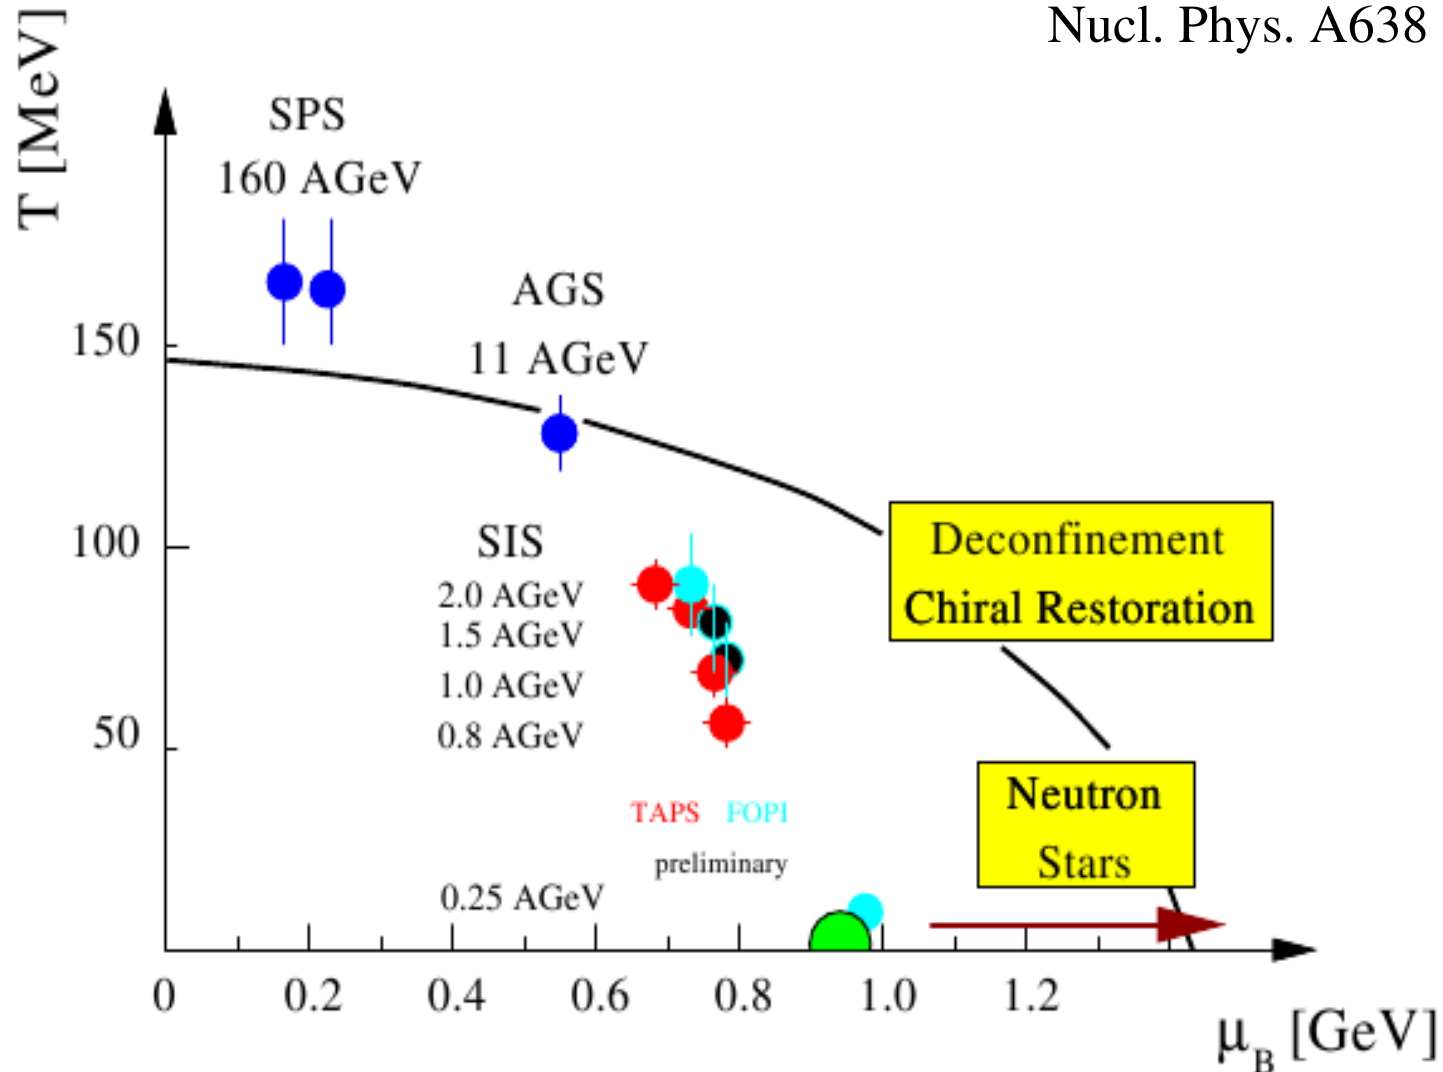 Nucl. Phys. A638
T [MeV]
SPS
160 AGeV
AGS
11 AGeV
150
100
50
SIS
2.0 AGeV
1.5 AGeV
1.0 AGeV
0.8 AGeV
Deconfinement
Chiral Restoration
Neutron
Stars
TAPS FOPI
preliminary
0.25 AGeV
0 0.2 0.4 0.6 0.8 1.0 1.2
μB [GeV]